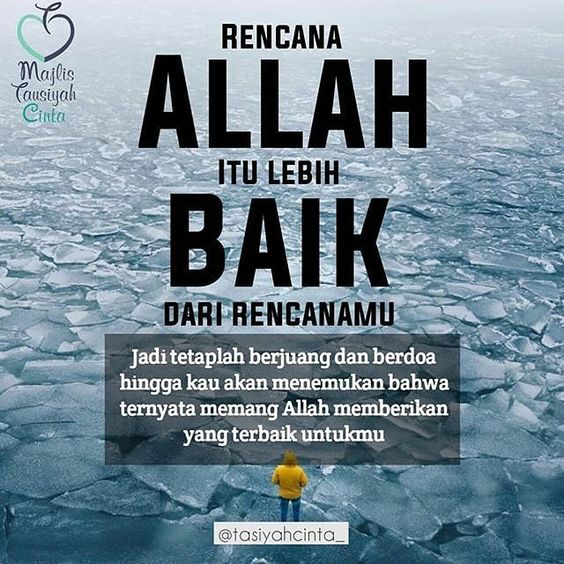 Majlis
Tausiyah
Cinta
RENCANA
ALLAH
ITU LEBIH
BAIK
DARI RENCANAMU
Jadi tetaplah berjuang dan berdoa
hingga kau akan menemukan bahwa
ternyata memang Allah memberikan
yang terbaik untukmu
@tasiyahcinta_